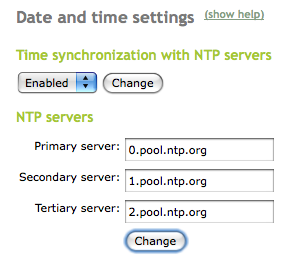 Date and time settings (show help)
Time synchronization with NTP servers
Enabled Change
NTP servers
Primary server: 0.pool.ntp.org
Secondary server: 1.pool.ntp.org
Tertiary server: 2.pool.ntp.org
Change